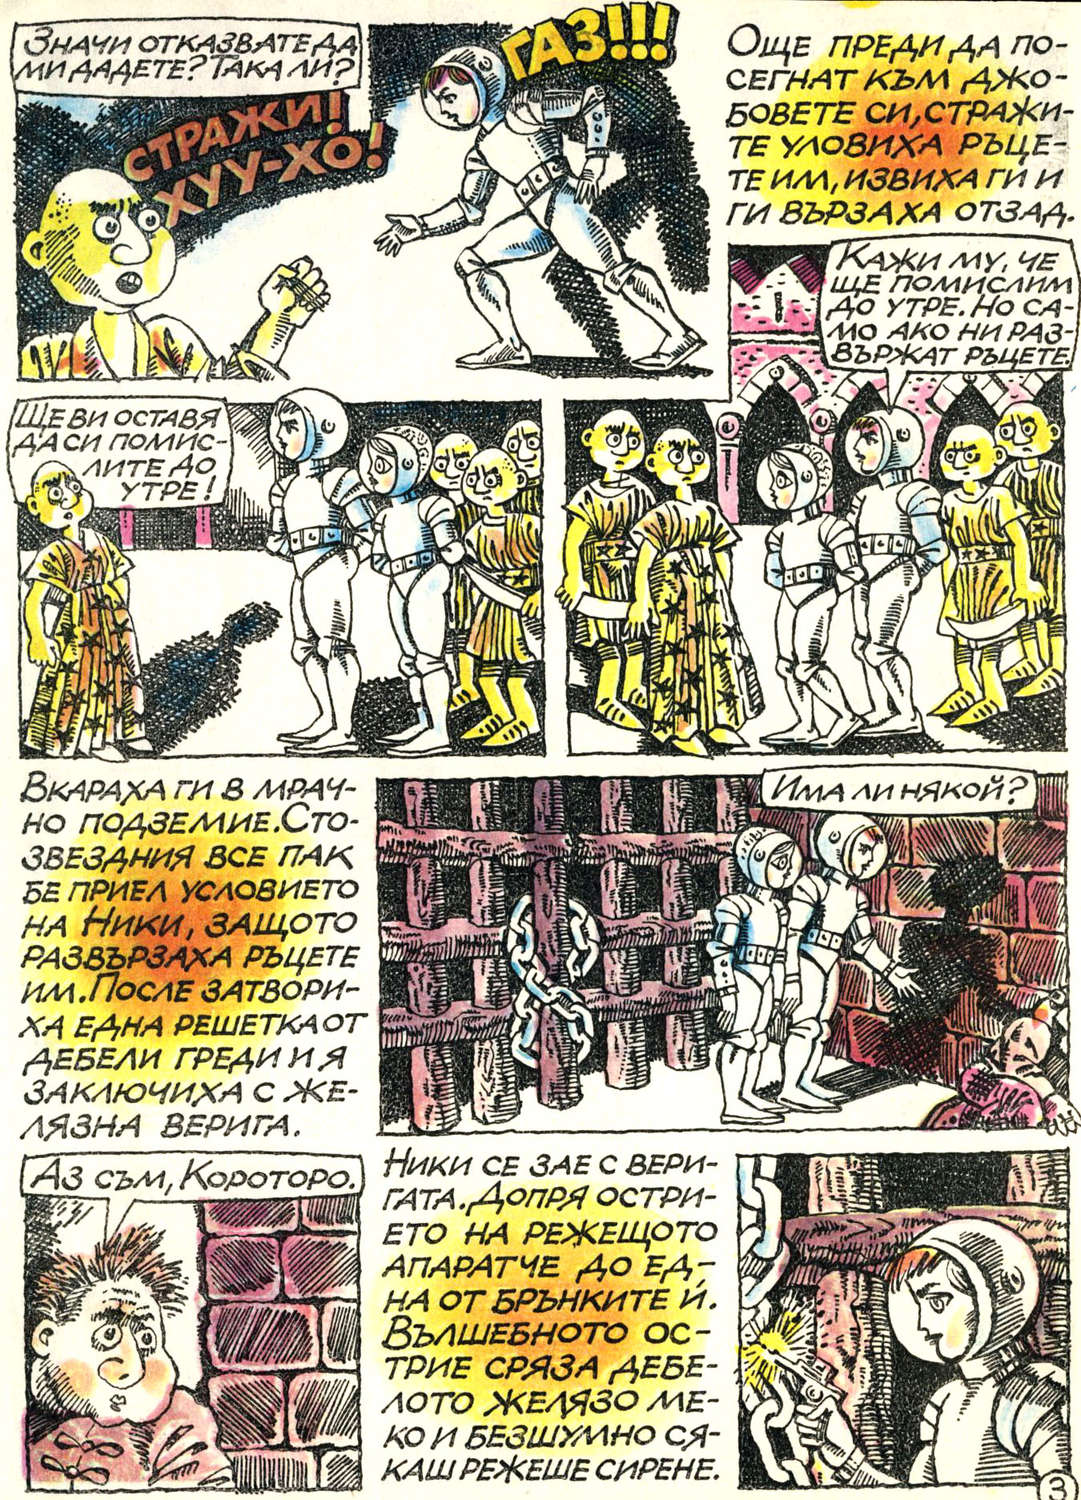 ЗНАЧИ ОТКАЗВАТЕ ДА
МИ ДАДЕТЕ? ТАКА ЛИ?
СТРАЖИ!
ХУУ-ХО!
ГАЗ!!!
ОЩЕ ПРЕДИ ДА ПО-
СЕГНАТ КЪМ ДЖО-
БОВЕТЕ СИ, СТРАЖИ-
ТЕ УЛОВИХА РЪЦЕ-
ТЕ ИМ, ИЗВИХА ГИ И
ГИ ВЪРЗАХА ОТЗАД.
ЩЕ ВИ ОСТАВЯ
ДА СИ ПОМИС-
ЛИТЕ ДО
УТРЕ!
КАЖИ МУ, ЧЕ
ЩЕ ПОМИСЛИМ
ДО УТРЕ. НО СА-
МО АКО НИ РАЗ-
ВЪРЖАТ РЪЦЕТЕ.
ВКАРАХА ГИ В МРАЧ-
НО ПОДЗЕМИЕ. СТО-
ЗВЕЗДНИЯ ВСЕ ПАК
БЕ ПРИЕЛ УСЛОВИЕТО
НА НИКИ, ЗАЩОТО
РАЗВЪРЗАХА РЪЦЕТЕ
ИМ. ПОСЛЕ ЗАТВОРИ-
ХА ЕДНА РЕШЕТКА ОТ
ДЕБЕЛИ ГРЕДИ И Я
ЗАКЛЮЧИХА С ЖЕ-
ЛЯЗНА ВЕРИГА.
ИМА ЛИ НЯКОЙ?
АЗ СЪМ, КОРОТОРО.
НИКИ СЕ ЗАЕ С ВЕРИ-
ГАТА. ДОПРЯ ОСТРИ-
ЕТО НА РЕЖЕЩОТО
АПАРАТЧЕ ДО ЕД-
НА ОТ БРЪНКИТЕ Ѝ.
ВЪЛШЕБНОТО ОС-
ТРИЕ СРЯЗА ДЕБЕ-
ЛОТО ЖЕЛЯЗО МЕ-
КО И БЕЗШУМНО СЯ-
КАШ РЕЖЕШЕ СИРЕНЕ.
3